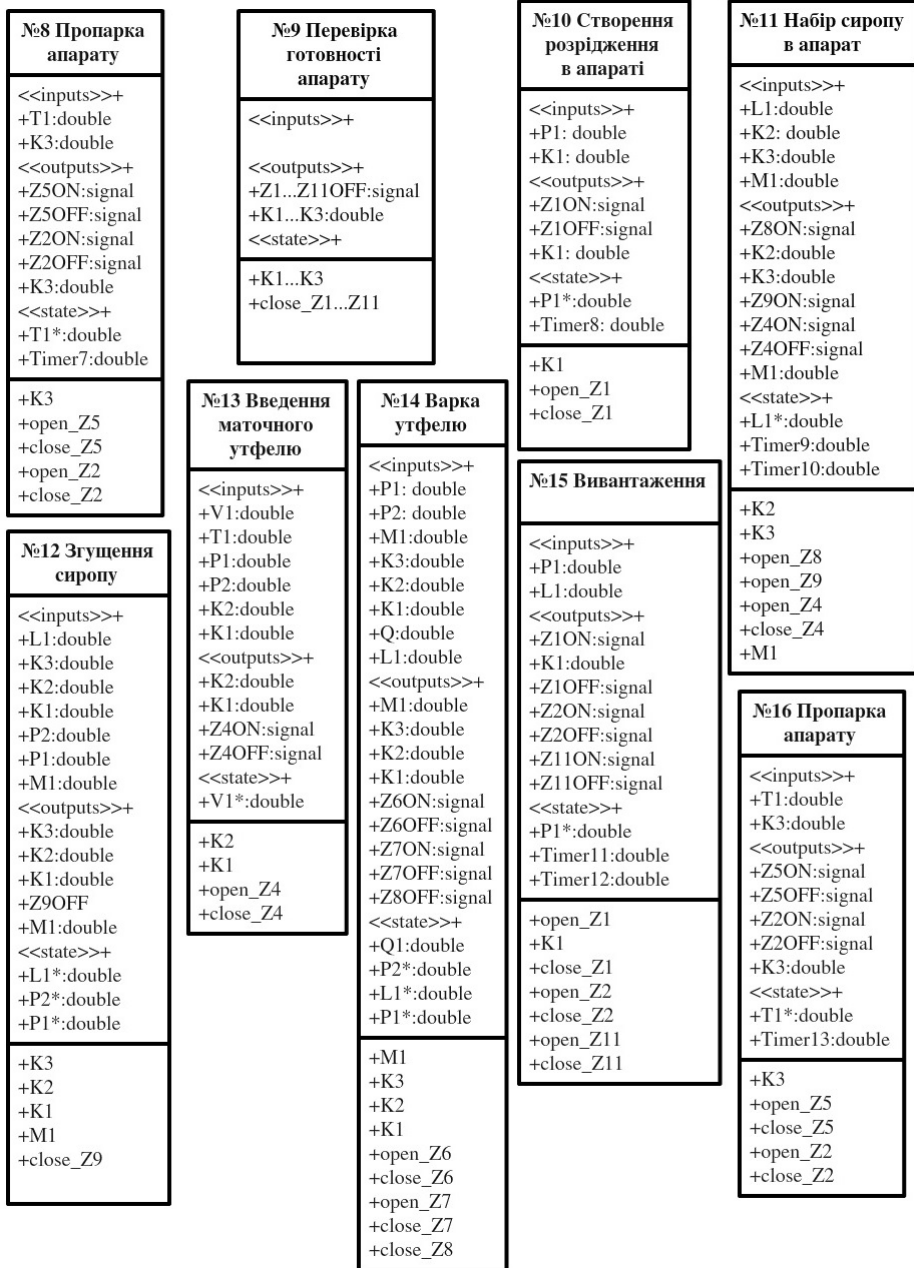 №8 Пропарка
апарату
<<inputs>>+
+T1:double
+K3:double
<<outputs>>+
+Z5ON:signal
+Z5OFF:signal
+Z2ON:signal
+Z2OFF:signal
+K3:double
<<state>>+
+T1*:double
+Timer7:double
+K3
+open_Z5
+close_Z5
+open_Z2
+close_Z2
№9 Перевірка
готовності
апарату
<<inputs>>+
<<outputs>>+
+Z1...Z11OFF:signal
+K1...K3:double
<<state>>+
+K1...K3
+close_Z1...Z11
№10 Створення
розрідження
в апараті
<<inputs>>+
+P1: double
+K1: double
<<outputs>>+
+Z1ON:signal
+Z1OFF:signal
+K1: double
<<state>>+
+P1*:double
+Timer8: double
+K1
+open_Z1
+close_Z1
№11 Набір сиропу
в апарат
<<inputs>>+
+L1:double
+K2: double
+K3:double
+M1:double
<<outputs>>+
+Z8ON:signal
+K2:double
+K3:double
+Z9ON:signal
+Z4ON:signal
+Z4OFF:signal
+M1:double
<<state>>+
+L1*:double
+Timer9:double
+Timer10:double
+K2
+K3
+open_Z8
+open_Z9
+open_Z4
+close_Z4
+M1
№12 Згущення
сиропу
<<inputs>>+
+L1:double
+K3:double
+K2:double
+K1:double
+P2:double
+P1:double
+M1:double
<<outputs>>+
+K3:double
+K2:double
+K1:double
+Z9OFF
+M1:double
<<state>>+
+L1*:double
+P2*:double
+P1*:double
+K3
+K2
+K1
+M1
+close_Z9
№13 Введення
маточного
утфелю
<<inputs>>+
+V1:double
+T1:double
+P1:double
+P2:double
+K2:double
+K1:double
<<outputs>>+
+K2:double
+K1:double
+Z4ON:signal
+Z4OFF:signal
<<state>>+
+V1*:double
+K2
+K1
+open_Z4
+close_Z4
№14 Варка
утфелю
<<inputs>>+
+P1: double
+P2: double
+M1:double
+K3:double
+K2:double
+K1:double
+Q:double
+L1:double
<<outputs>>+
+M1:double
+K3:double
+K2:double
+K1:double
+Z6ON:signal
+Z6OFF:signal
+Z7ON:signal
+Z7OFF:signal
+Z8OFF:signal
<<state>>+
+Q1:double
+P2*:double
+L1*:double
+P1*:double
+M1
+K3
+K2
+K1
+open_Z6
+close_Z6
+open_Z7
+close_Z7
+close_Z8
№15 Вивантаження
<<inputs>>+
+P1:double
+L1:double
<<outputs>>+
+Z1ON:signal
+K1:double
+Z1OFF:signal
+Z2ON:signal
+Z2OFF:signal
+Z11ON:signal
+Z11OFF:signal
<<state>>+
+P1*:double
+Timer11:double
+Timer12:double
+open_Z1
+K1
+close_Z1
+open_Z2
+close_Z2
+open_Z11
+close_Z11
№16 Пропарка
апарату
<<inputs>>+
+T1:double
+K3:double
<<outputs>>+
+Z5ON:signal
+Z5OFF:signal
+Z2ON:signal
+Z2OFF:signal
+K3:double
<<state>>+
+T1*:double
+Timer13:double
+K3
+open_Z5
+close_Z5
+open_Z2
+close_Z2